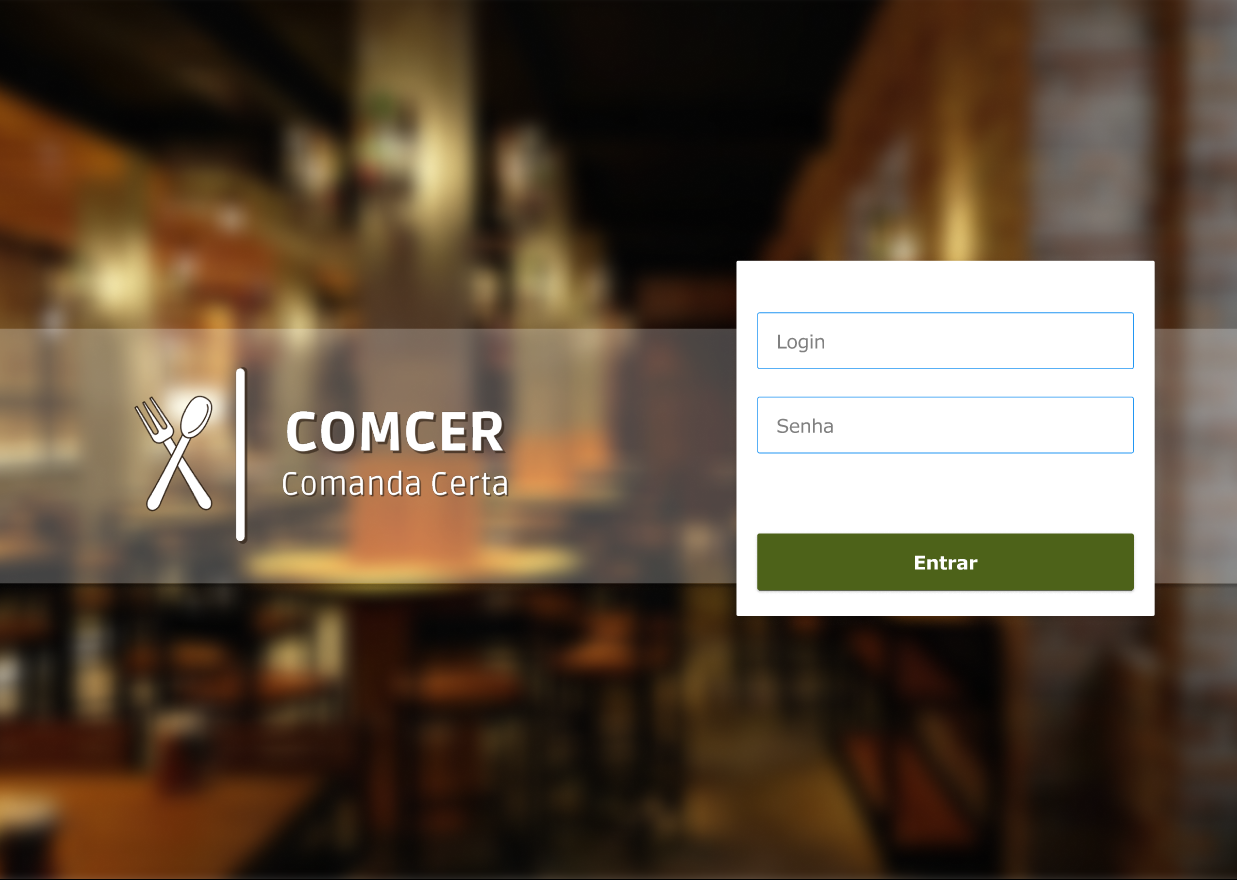 COMCER
Comanda Certa
Login
Senha
Entrar